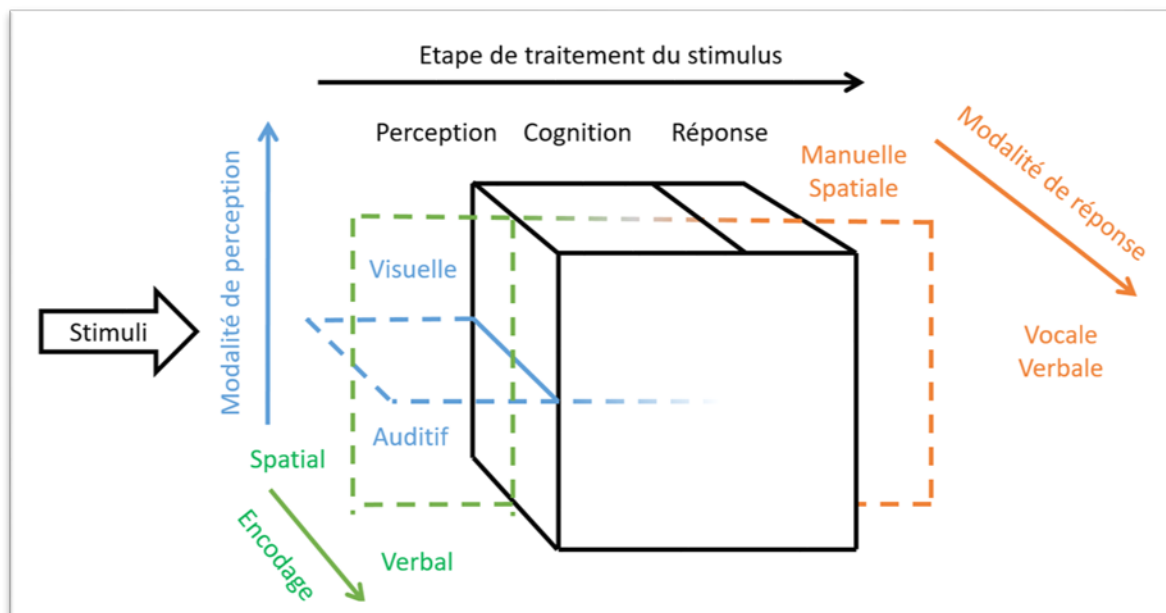 Etape de traitement du stimulus
Perception Cognition Réponse
Manuelle
Spatiale
Modalité de réponse
Modalité de perception
Visuelle
Stimuli
Vocale
Verbale
Auditif
Spatial
Encodage
Verbal